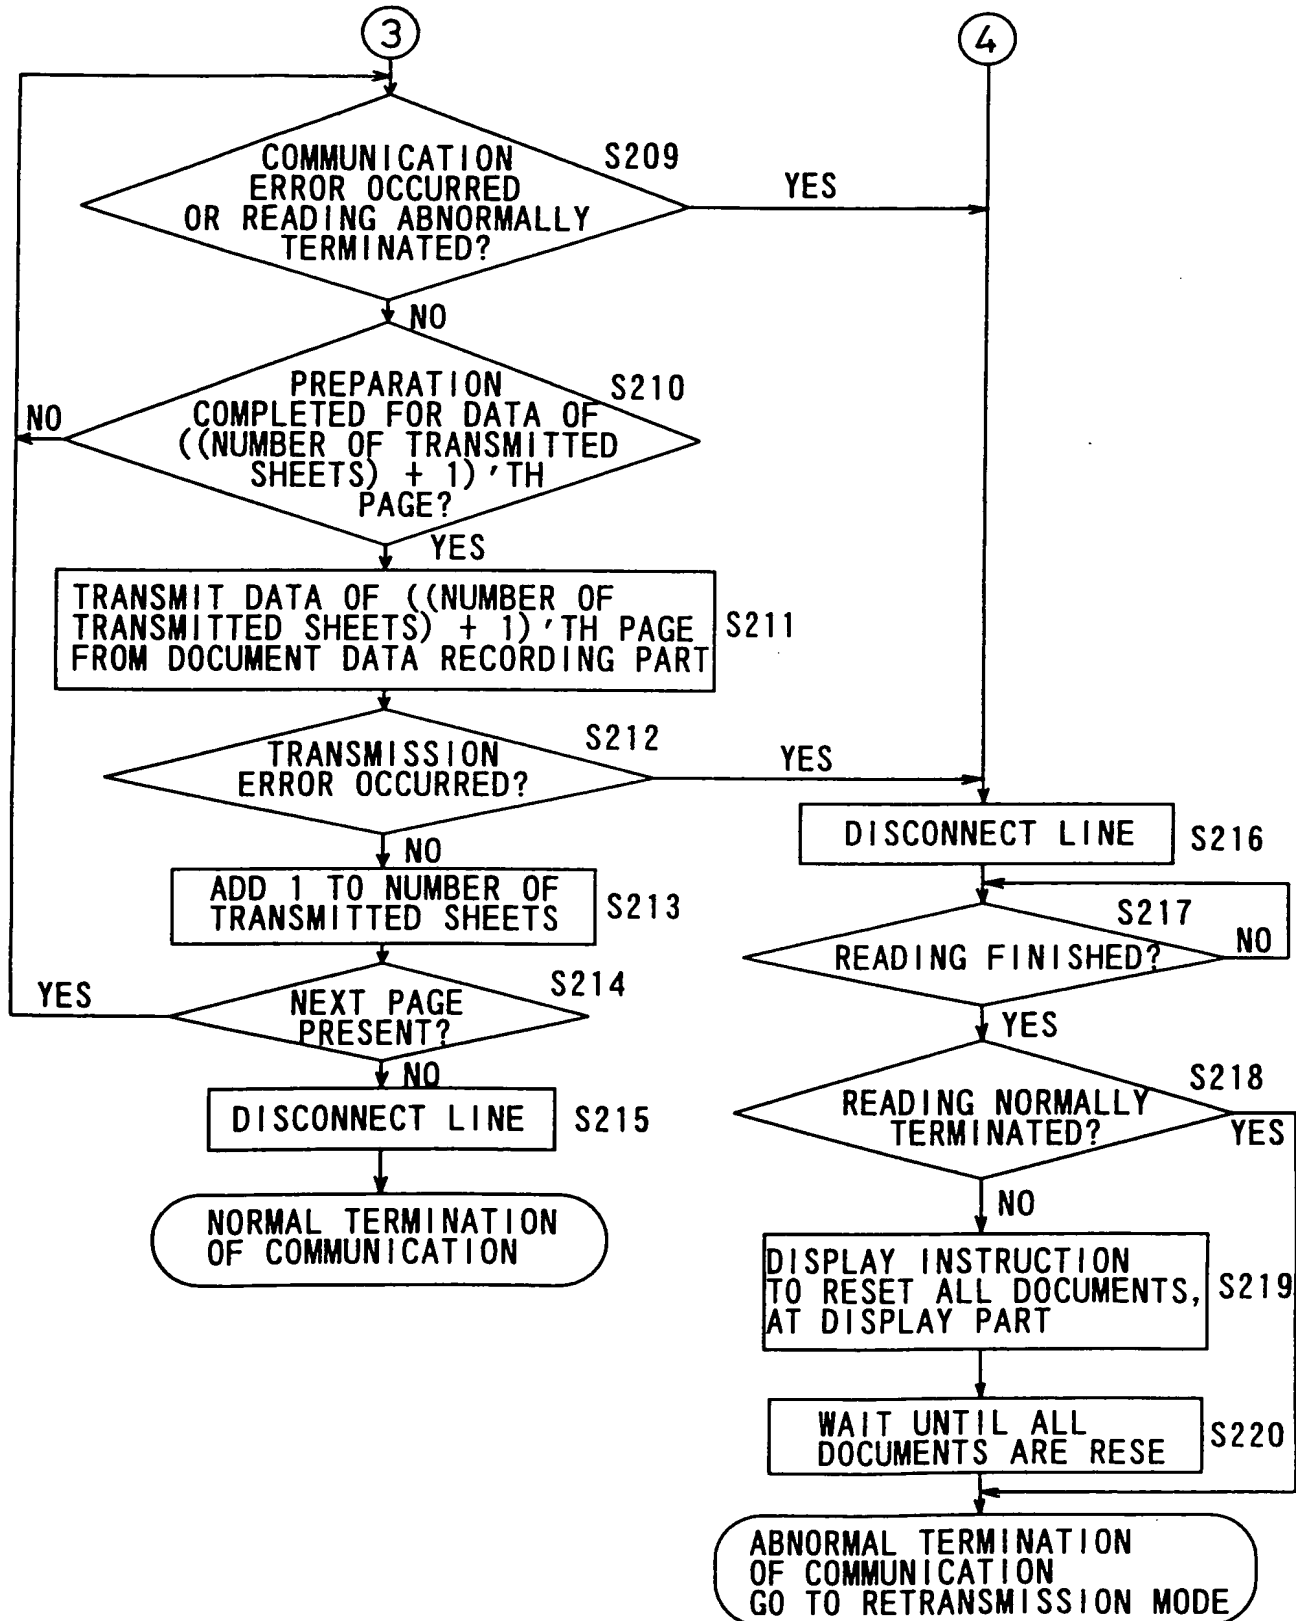 3
4
COMMUNICATION
ERROR OCCURRED
OR READING ABNORMALLY
TERMINATED?
S209
YES
NO
PREPARATION
COMPLETED FOR DATA OF
((NUMBER OF TRANSMITTED
SHEETS) + 1)'TH
PAGE?
S210
NO
YES
TRANSMIT DATA OF ((NUMBER OF
TRANSMITTED SHEETS) + 1)'TH PAGE
FROM DOCUMENT DATA RECORDING PART
S211
TRANSMISSION
ERROR OCCURRED?
S212
YES
NO
ADD 1 TO NUMBER OF
TRANSMITTED SHEETS
S213
NEXT PAGE
PRESENT?
S214
YES
NO
DISCONNECT LINE
S215
NORMAL TERMINATION
OF COMMUNICATION
DISCONNECT LINE
S216
READING FINISHED?
S217
NO
YES
READING NORMALLY
TERMINATED?
S218
YES
NO
DISPLAY INSTRUCTION
TO RESET ALL DOCUMENTS,
AT DISPLAY PART
S219
WAIT UNTIL ALL
DOCUMENTS ARE RESE
S220
ABNORMAL TERMINATION
OF COMMUNICATION
GO TO RETRANSMISSION MODE